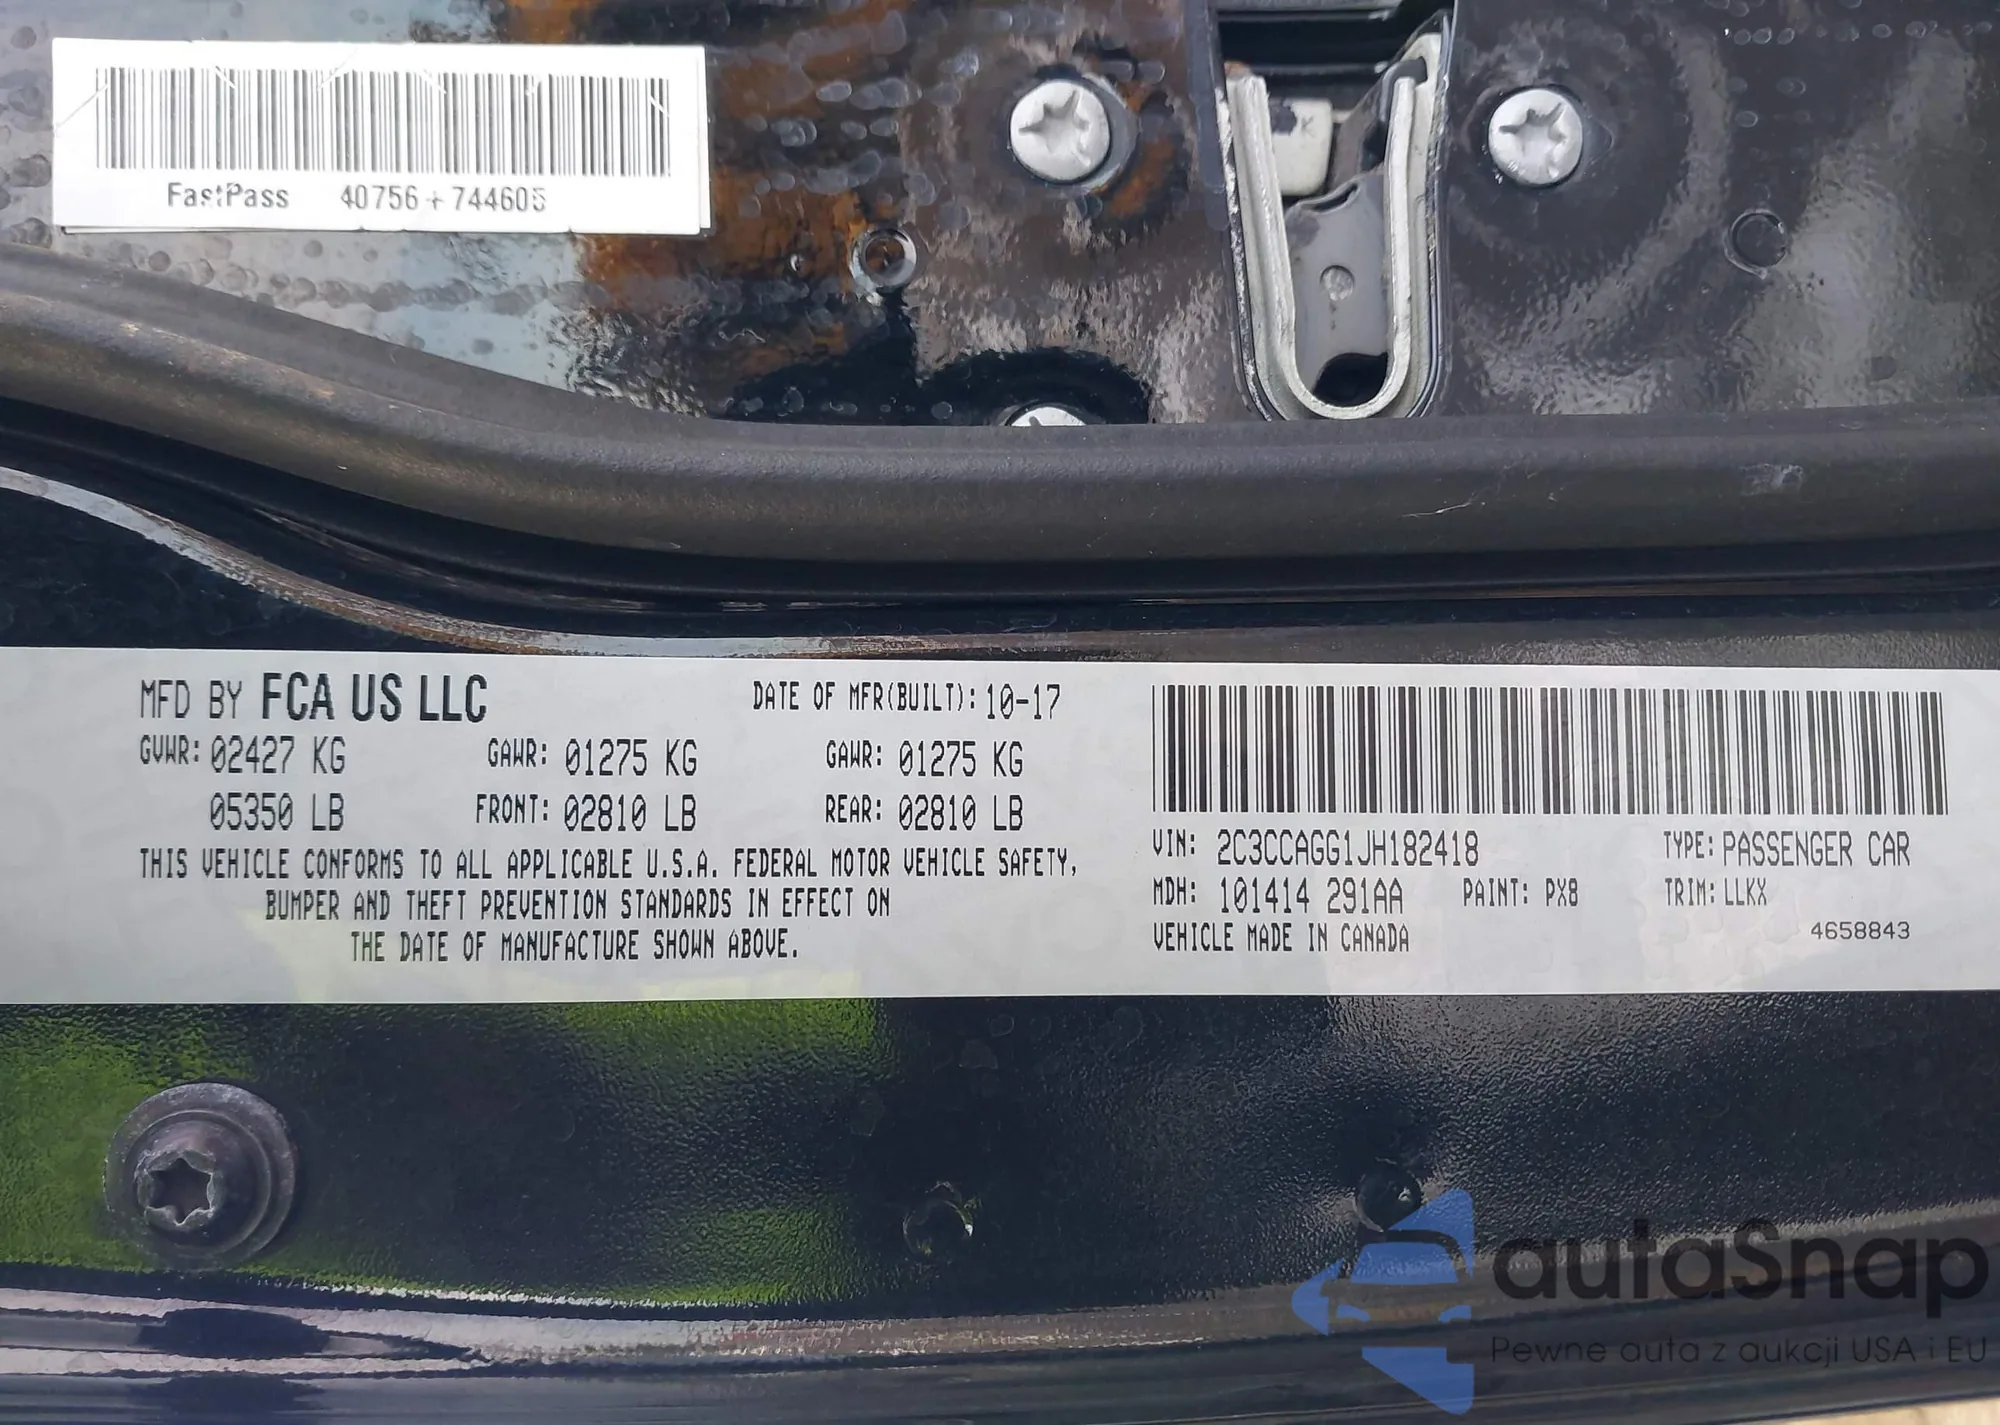 FastPass 40756+744605
MFD BY FCA US LLC
DATE OF MFR(BUILT): 10-17
GVWR: 02427 KG
GAWR: 01275 KG
GAWR: 01275 KG
05350 LB
FRONT: 02810 LB
REAR: 02810 LB
THIS VEHICLE CONFORMS TO ALL APPLICABLE U.S.A. FEDERAL MOTOR VEHICLE SAFETY,
BUMPER AND THEFT PREVENTION STANDARDS IN EFFECT ON
THE DATE OF MANUFACTURE SHOWN ABOVE.
VIN: 2C3CCAGG1JH182418
TYPE: PASSENGER CAR
MDH: 101414 291AA
PAINT: PX8
TRIM: LLKX
VEHICLE MADE IN CANADA
4658843
autaSnap
Pewne auta z aukcji USA i EU